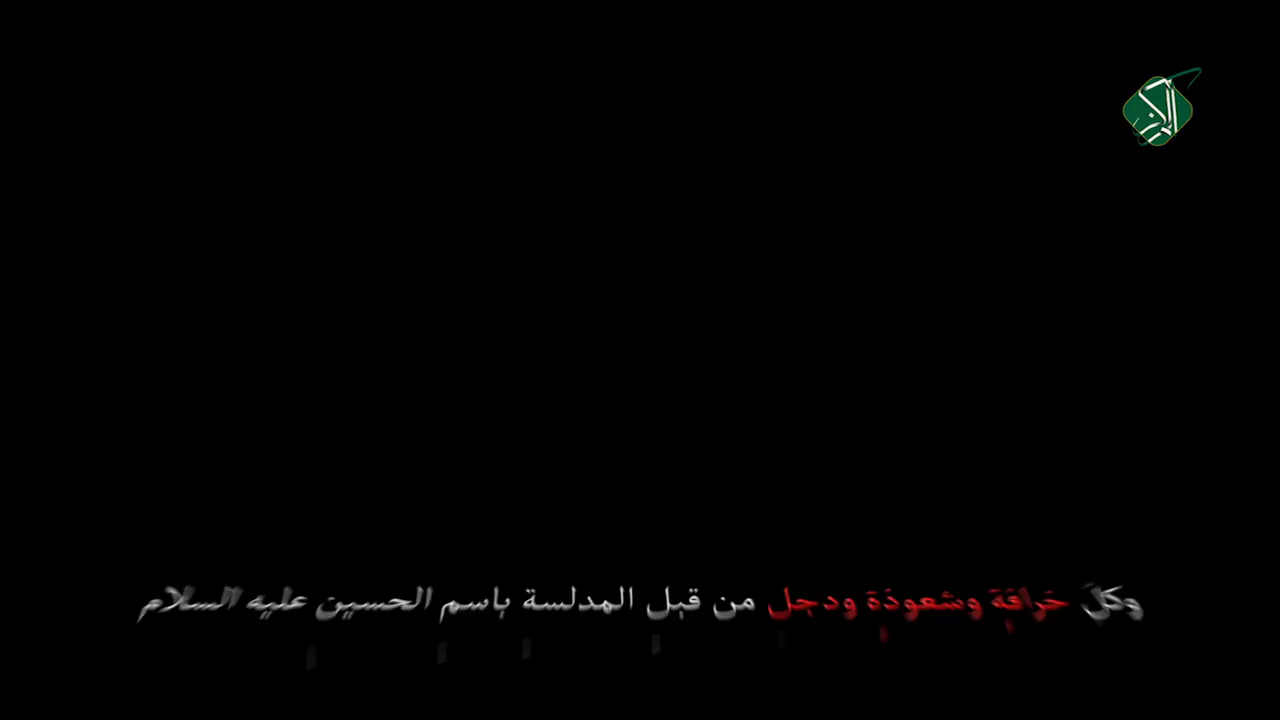 وكلّ خرافة وشعوذة ودجل من قبل المدلسة باسم الحسين عليه السلام